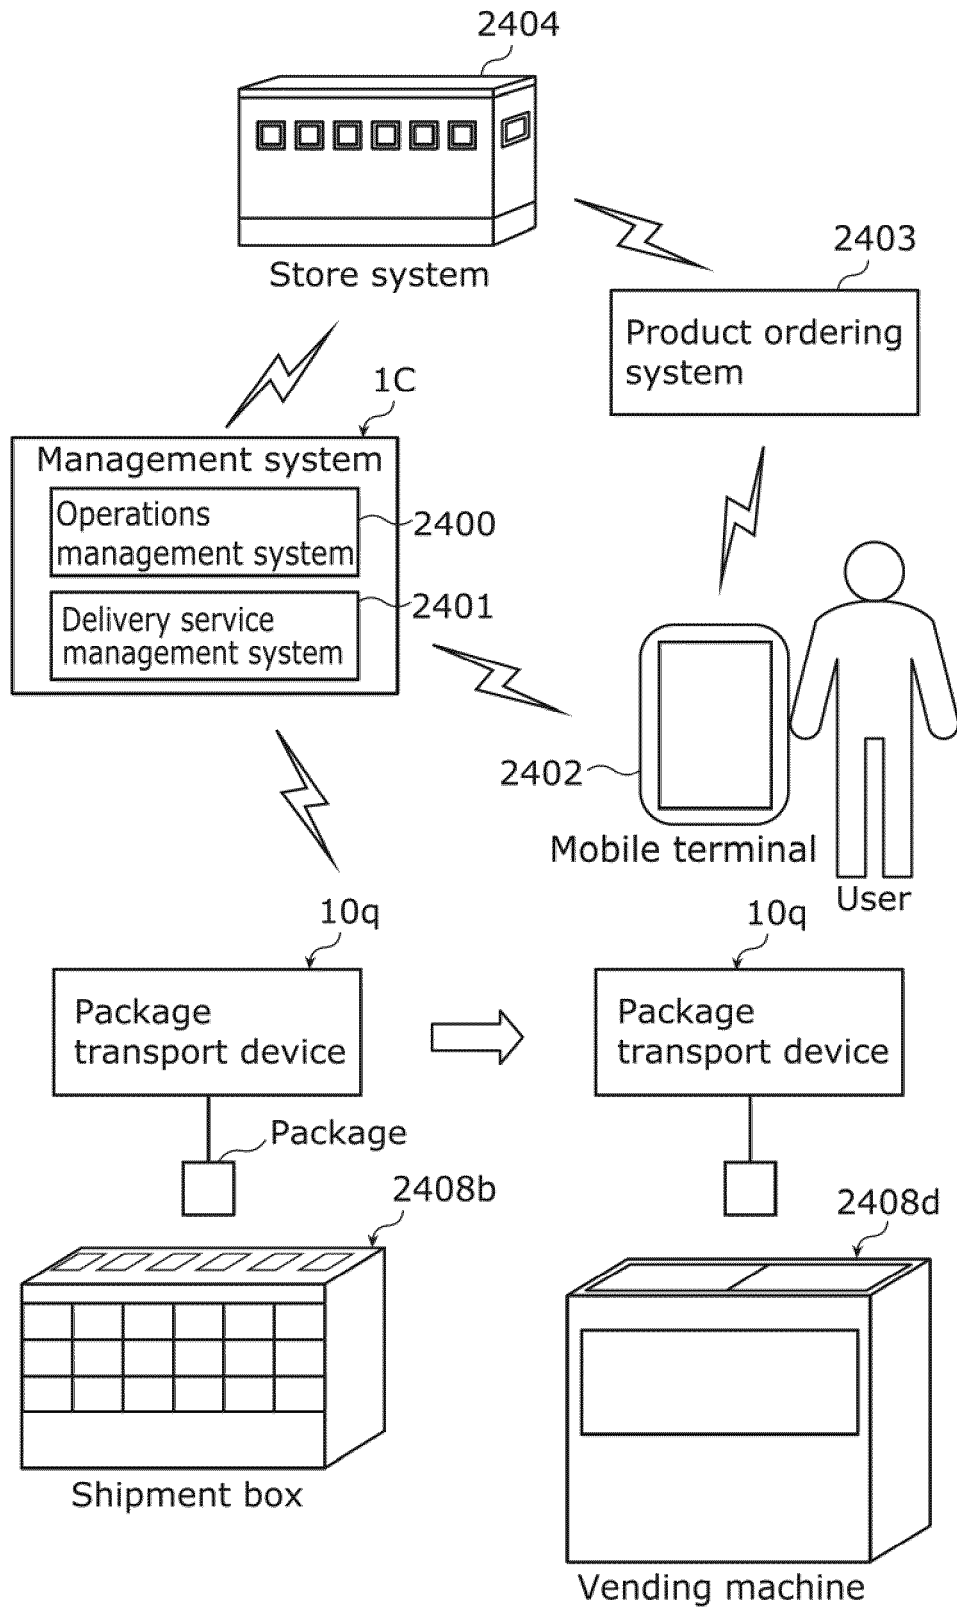 2404
Store system
2403
Product ordering
system
1C
Management system
Operations
management system
2400
Delivery service
management system
2401
2402
Mobile terminal
User
10q
Package
transport device
10q
Package
transport device
Package
2408b
Shipment box
2408d
Vending machine